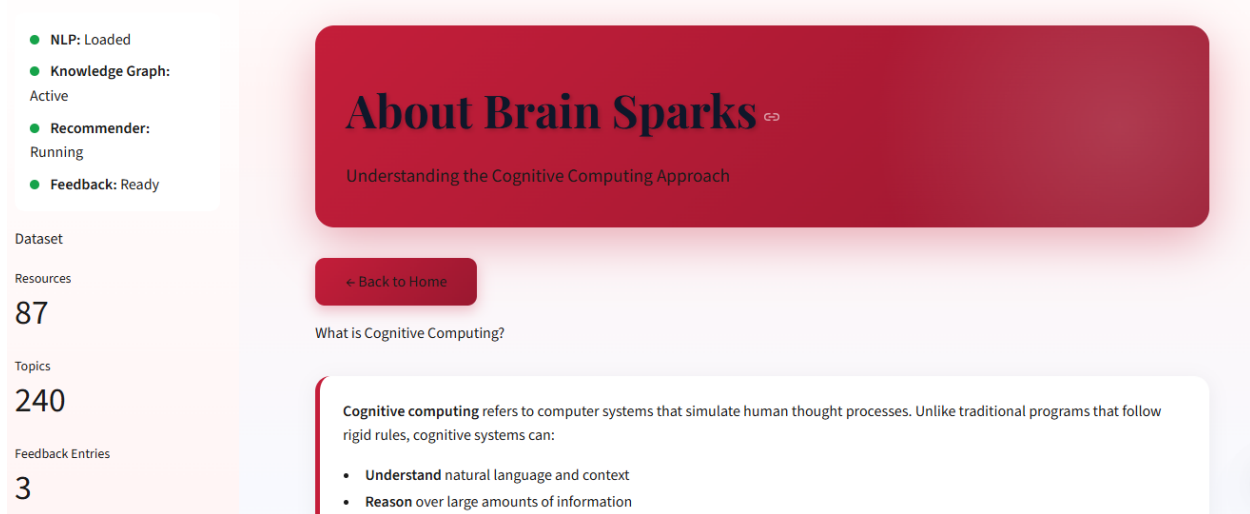 NLP: Loaded
Knowledge Graph:
Active
Recommender:
Running
Feedback: Ready
Dataset
Resources
87
Topics
240
Feedback Entries
3
About Brain Sparks
Understanding the Cognitive Computing Approach
← Back to Home
What is Cognitive Computing?
Cognitive computing refers to computer systems that simulate human thought processes. Unlike traditional programs that follow
rigid rules, cognitive systems can:
• Understand natural language and context
• Reason over large amounts of information